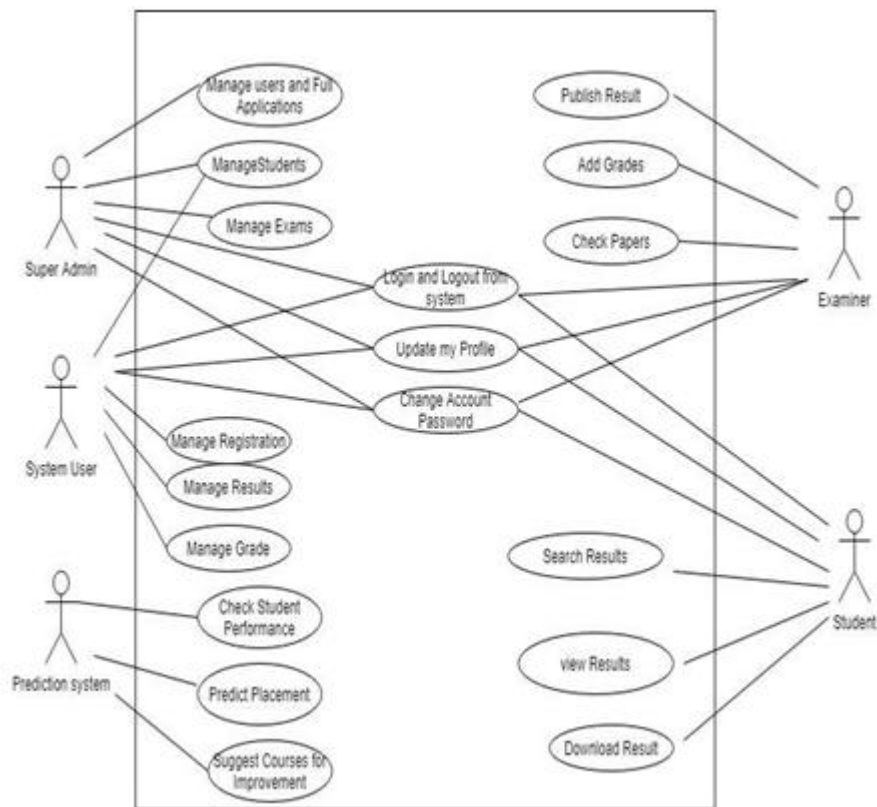 Manage users and Full
Applications
Publish Result
ManageStudents
Add Grades
Manage Exams
Check Papers
Super Admin
Login and Logout from
system
Examiner
Update my Profile
Change Account
Password
Manage Registration
System User
Manage Results
Manage Grade
Search Results
Check Student
Performance
Student
view Results
Prediction system
Predict Placement
Download Result
Suggest Courses for
Improvement